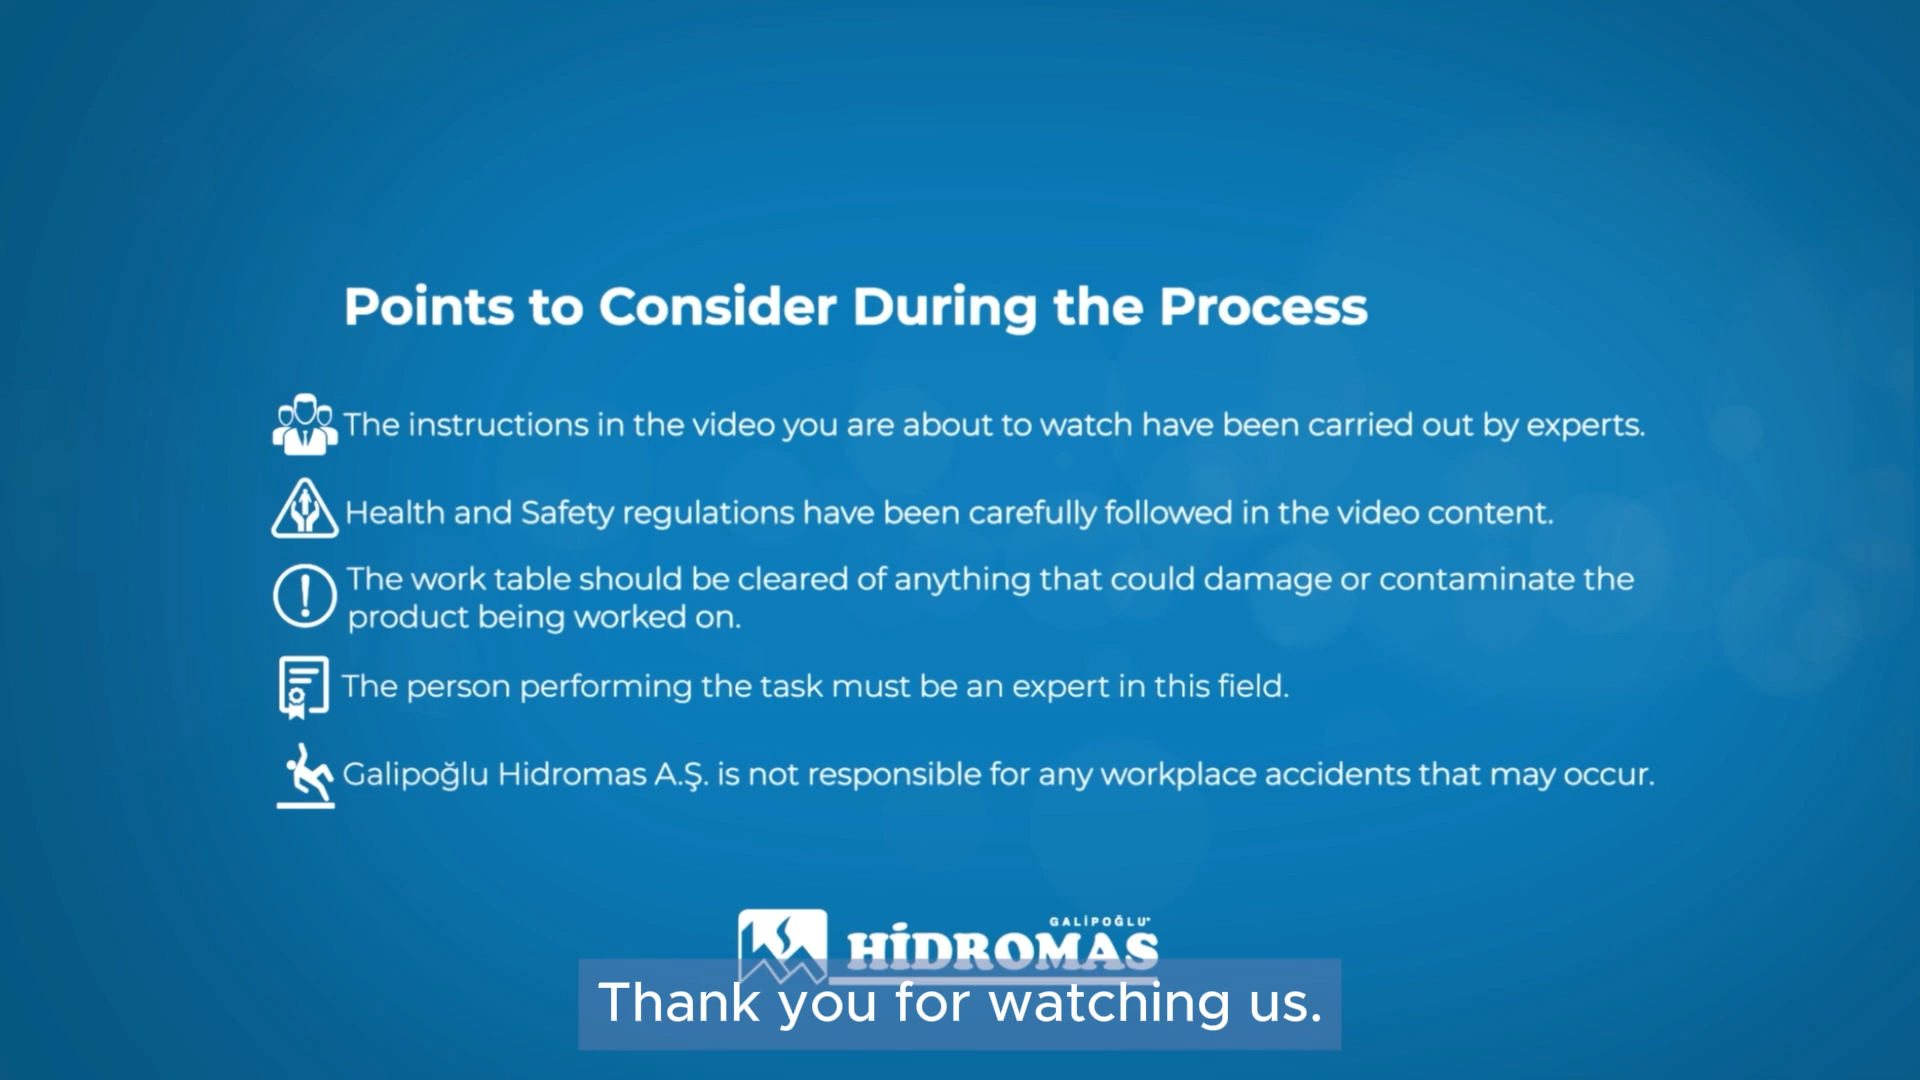 Points to Consider During the Process
The instructions in the video you are about to watch have been carried out by experts.
Health and Safety regulations have been carefully followed in the video content.
The work table should be cleared of anything that could damage or contaminate the
product being worked on.
The person performing the task must be an expert in this field.
Galipoğlu Hidromas A.Ş. is not responsible for any workplace accidents that may occur.
GALİPOĞLU
HİDROMAS
Thank you for watching us.